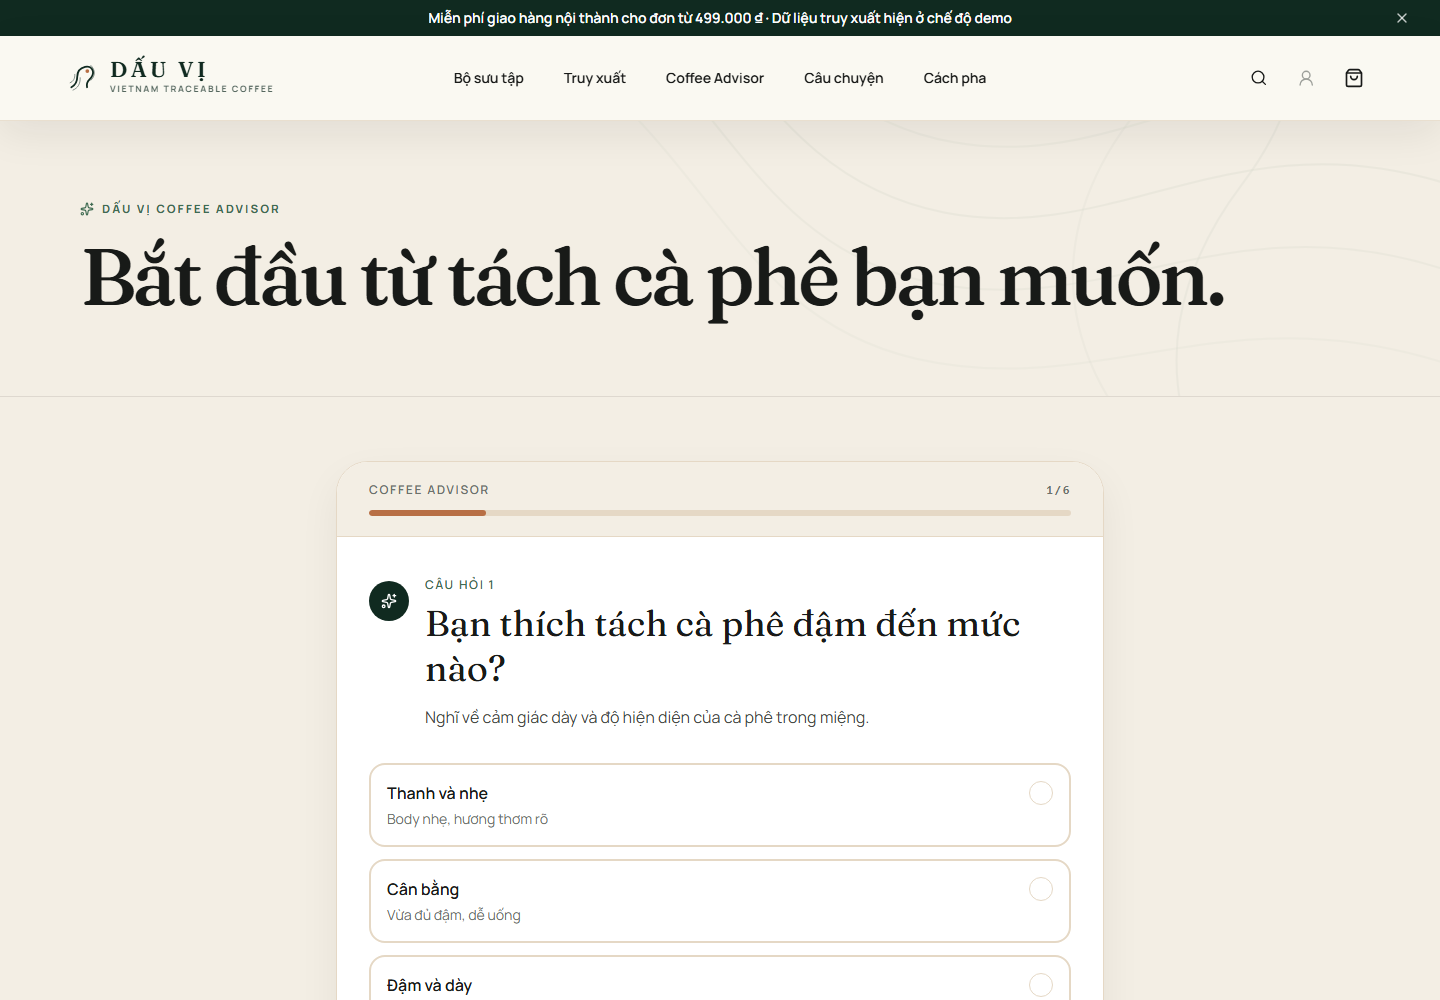 Miễn phí giao hàng nội thành cho đơn từ 499.000 ₫ · Dữ liệu truy xuất hiện ở chế độ demo
DẤU VỊ
VIETNAM TRACEABLE COFFEE
Bộ sưu tập
Truy xuất
Coffee Advisor
Câu chuyện
Cách pha
DẤU VỊ COFFEE ADVISOR
Bắt đầu từ tách cà phê bạn muốn.
COFFEE ADVISOR
1/6
CÂU HỎI 1
Bạn thích tách cà phê đậm đến mức
nào?
Nghĩ về cảm giác dày và độ hiện diện của cà phê trong miệng.
Thanh và nhẹ
Body nhẹ, hương thơm rõ
Cân bằng
Vừa đủ đậm, dễ uống
Đậm và dày